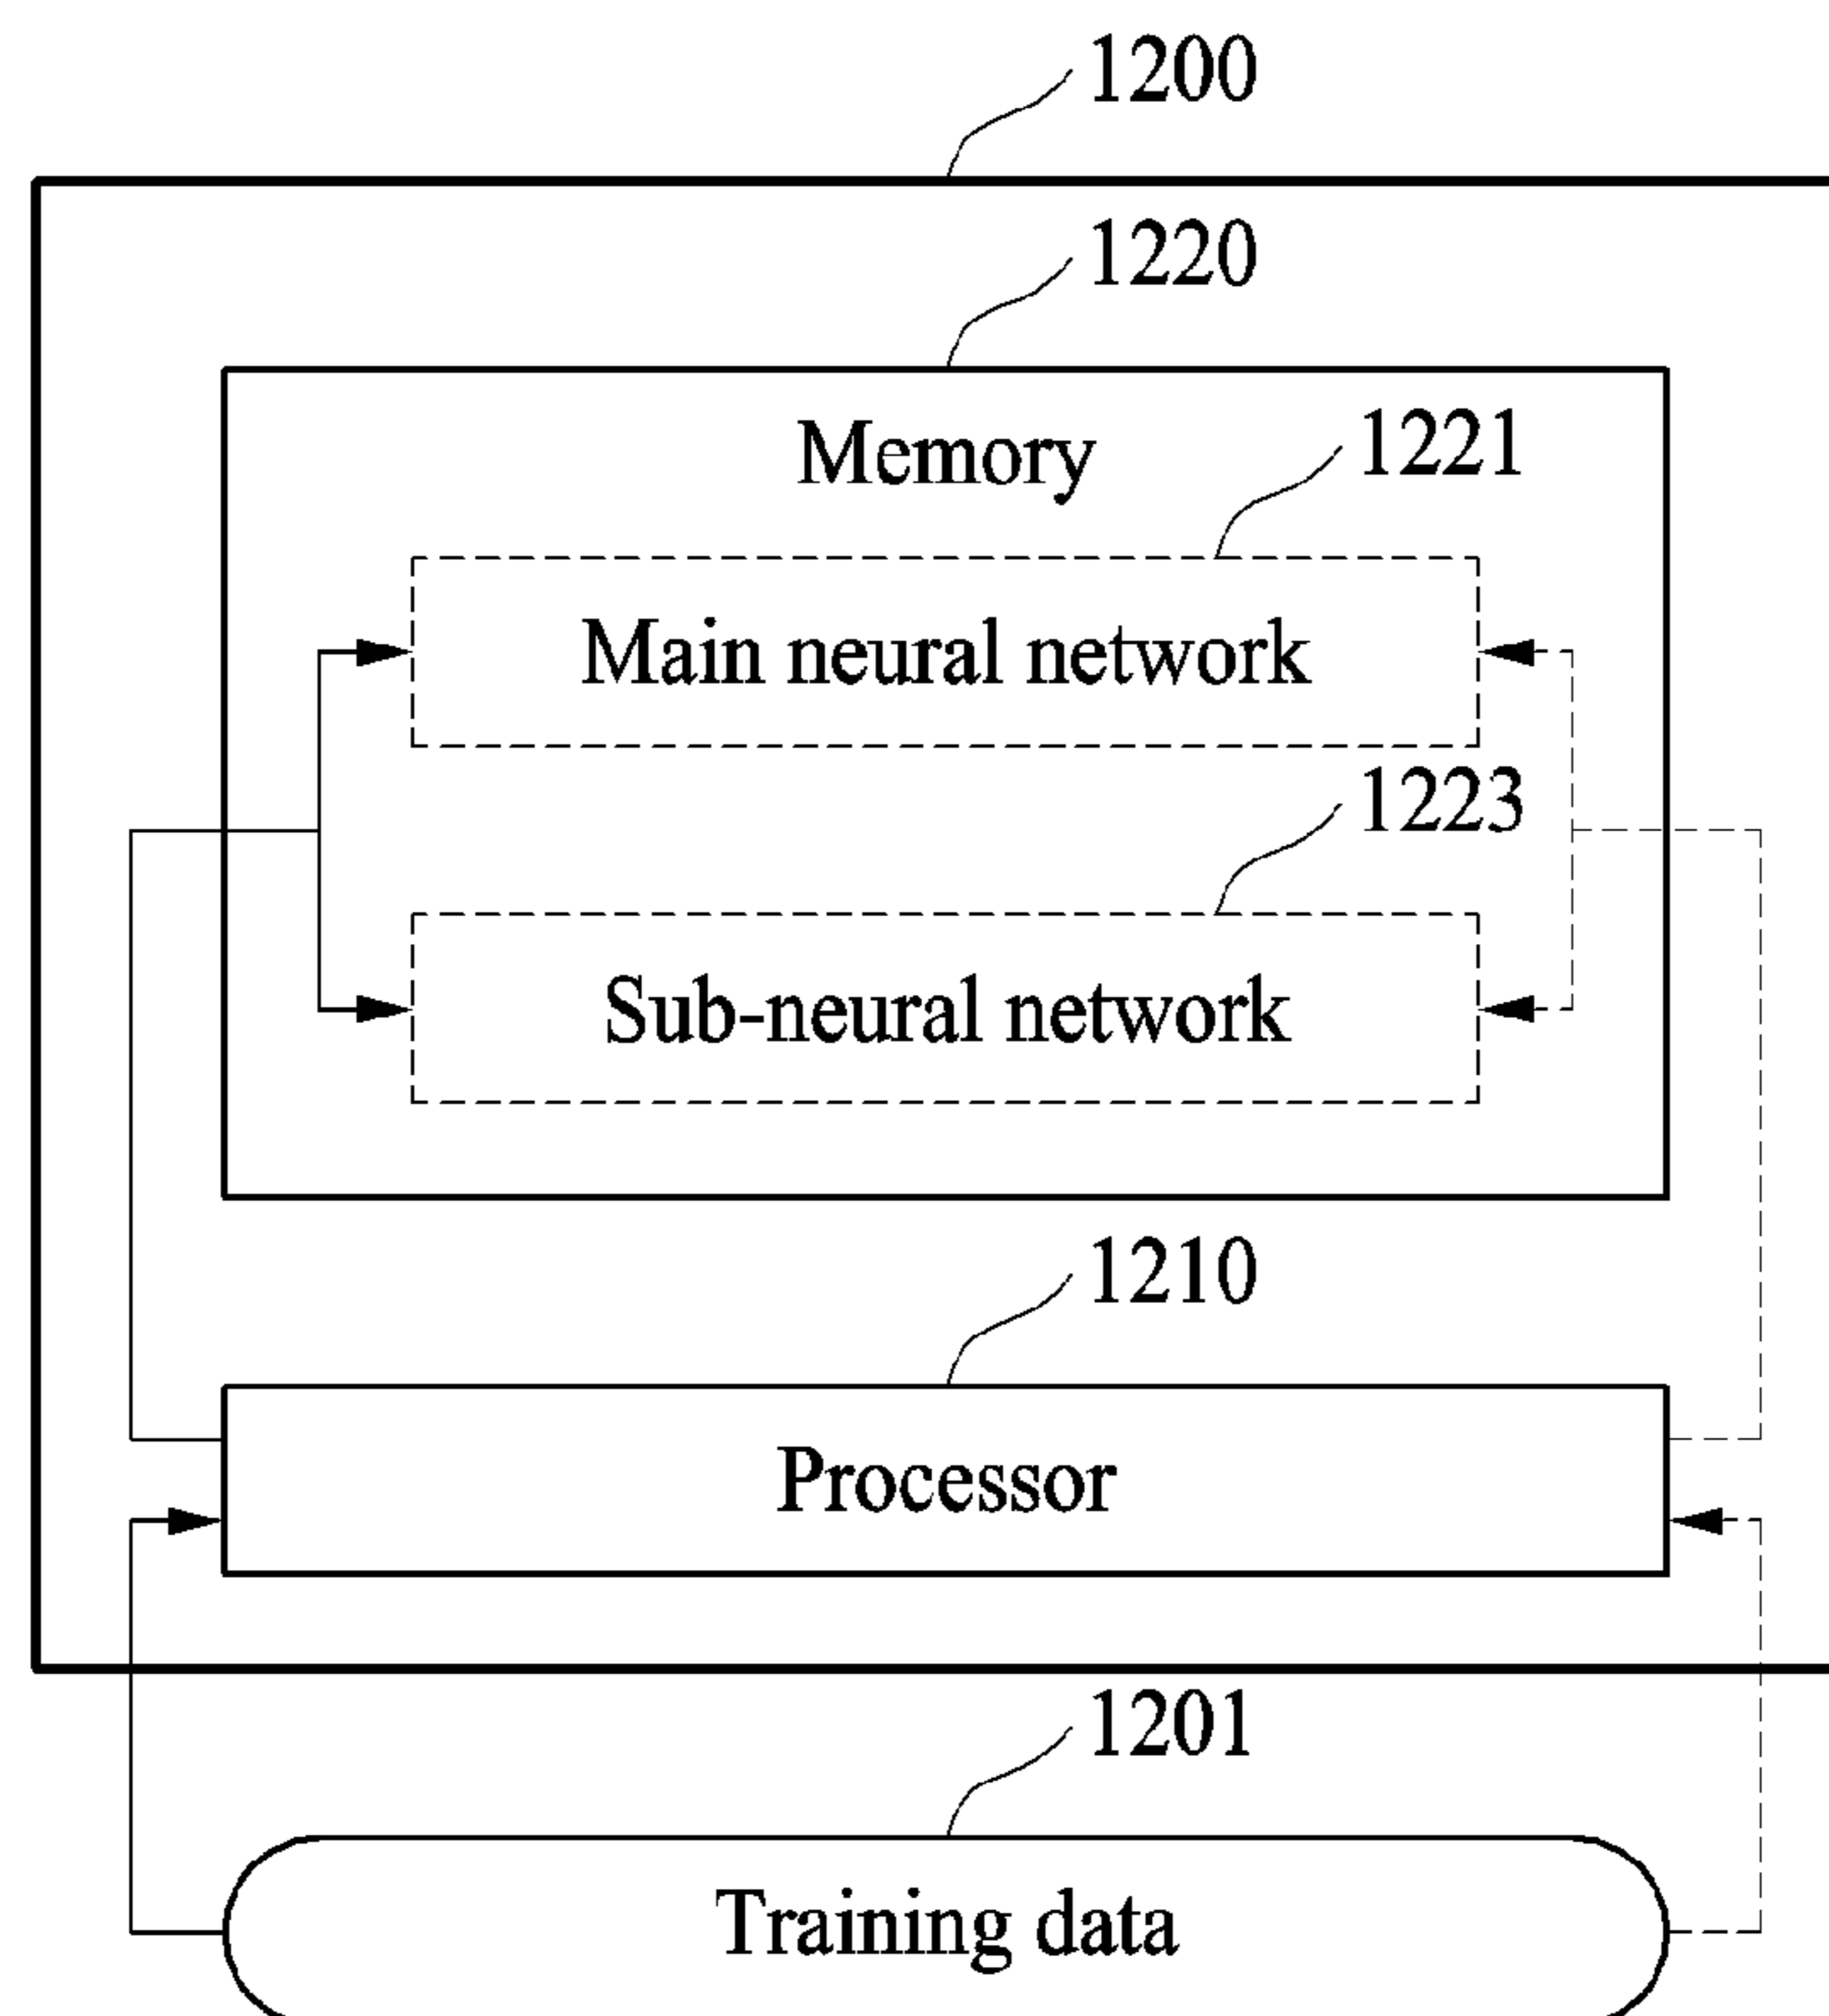 1200
1220
Memory
1221
Main neural network
1223
Sub-neural network
1210
Processor
1201
Training data